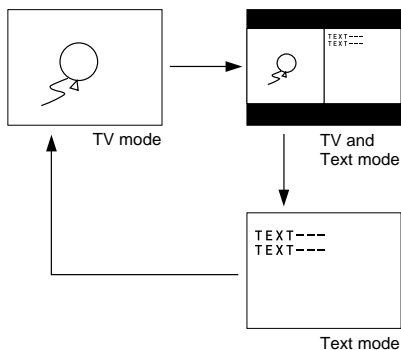 TEXT---
TEXT---
TV mode
TV and
Text mode
TEXT---
TEXT---
Text mode